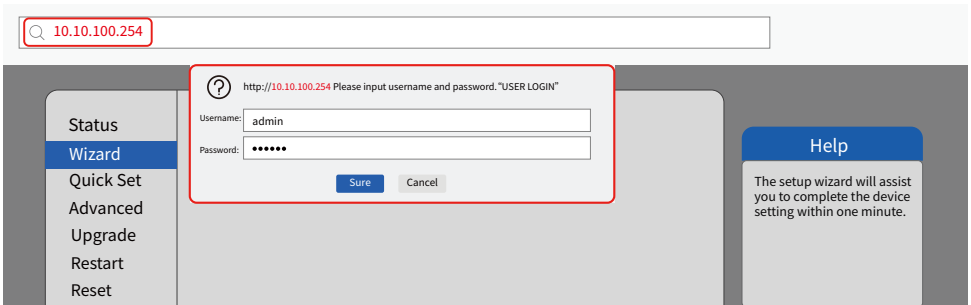 10.10.100.254
http://10.10.100.254 Please input username and password. “USER LOGIN”
Username: admin
Password: ••••••
Sure Cancel
Status
Wizard
Quick Set
Advanced
Upgrade
Restart
Reset
Help
The setup wizard will assist
you to complete the device
setting within one minute.